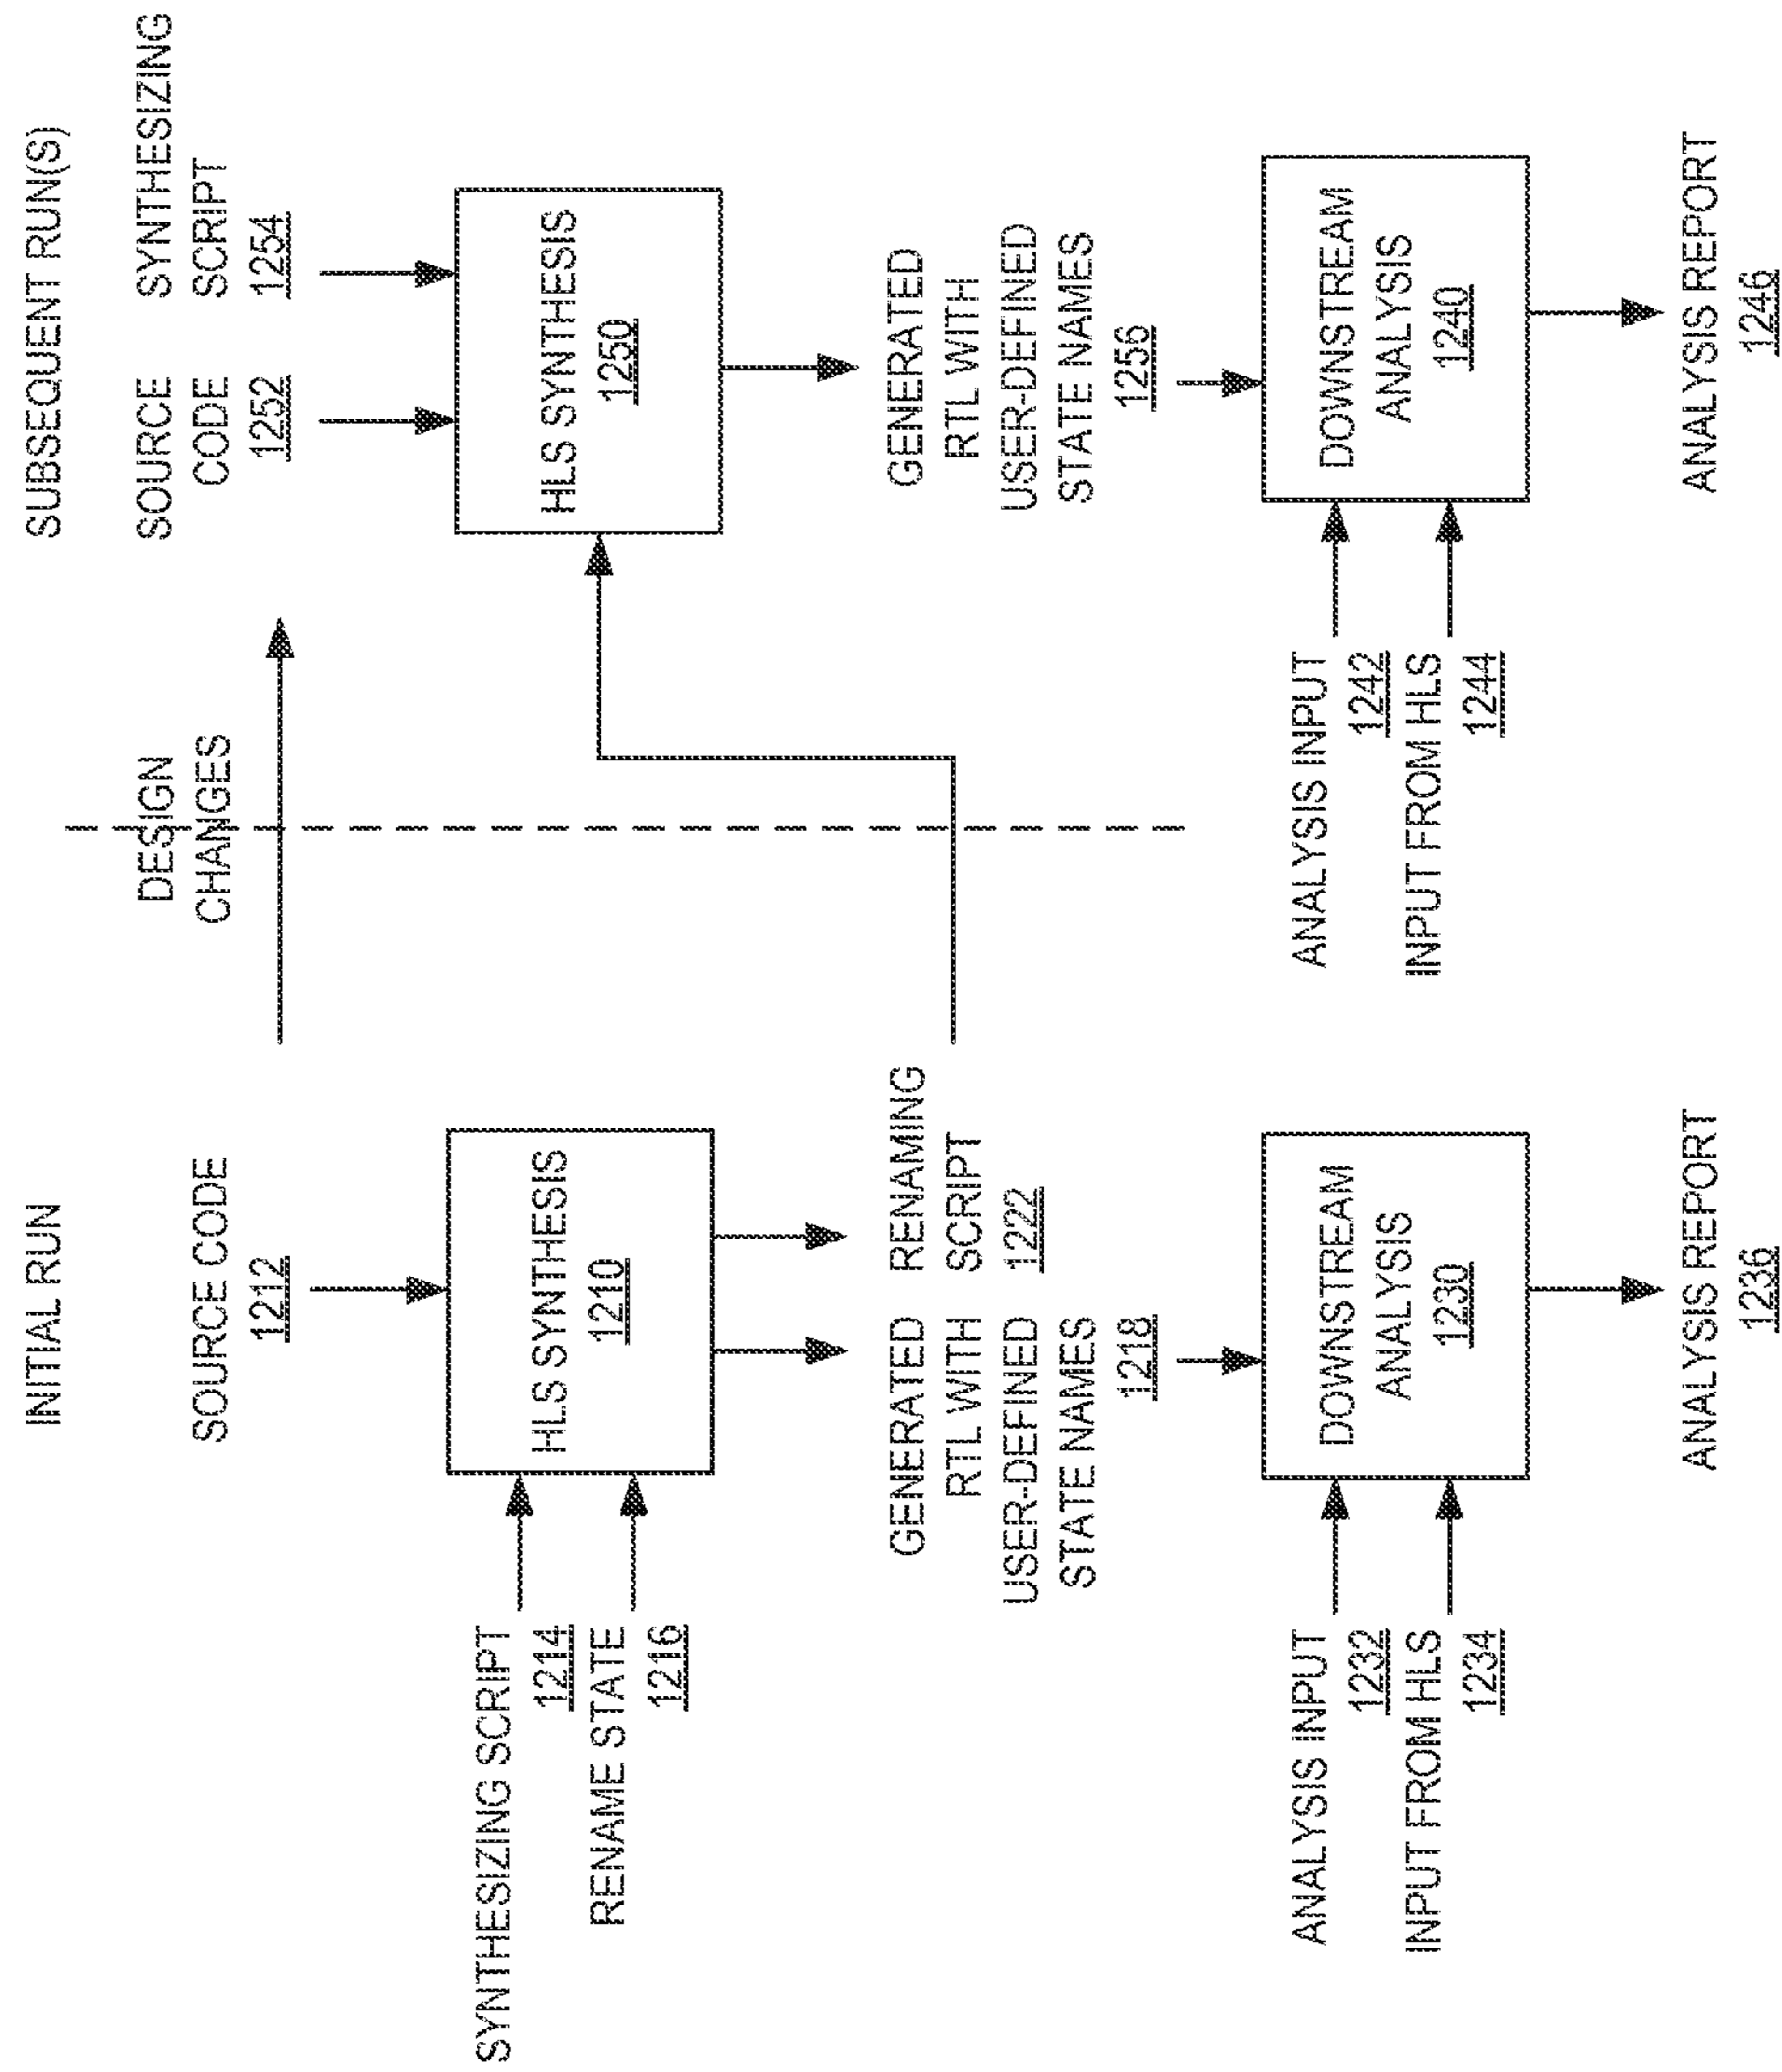 INITIAL RUN
SOURCE CODE
1212
SYNTHESIZING SCRIPT
1214
RENAME STATE
1216
HLS SYNTHESIS
1210
GENERATED
RTL WITH
USER-DEFINED
STATE NAMES
1218
RENAMING
SCRIPT
1222
ANALYSIS INPUT
1232
INPUT FROM HLS
1234
DOWNSTREAM
ANALYSIS
1230
ANALYSIS REPORT
1236
DESIGN
CHANGES
SUBSEQUENT RUN(S)
SOURCE
CODE
1252
SYNTHESIZING
SCRIPT
1254
HLS SYNTHESIS
1250
GENERATED
RTL WITH
USER-DEFINED
STATE NAMES
1256
ANALYSIS INPUT
1242
INPUT FROM HLS
1244
DOWNSTREAM
ANALYSIS
1240
ANALYSIS REPORT
1246